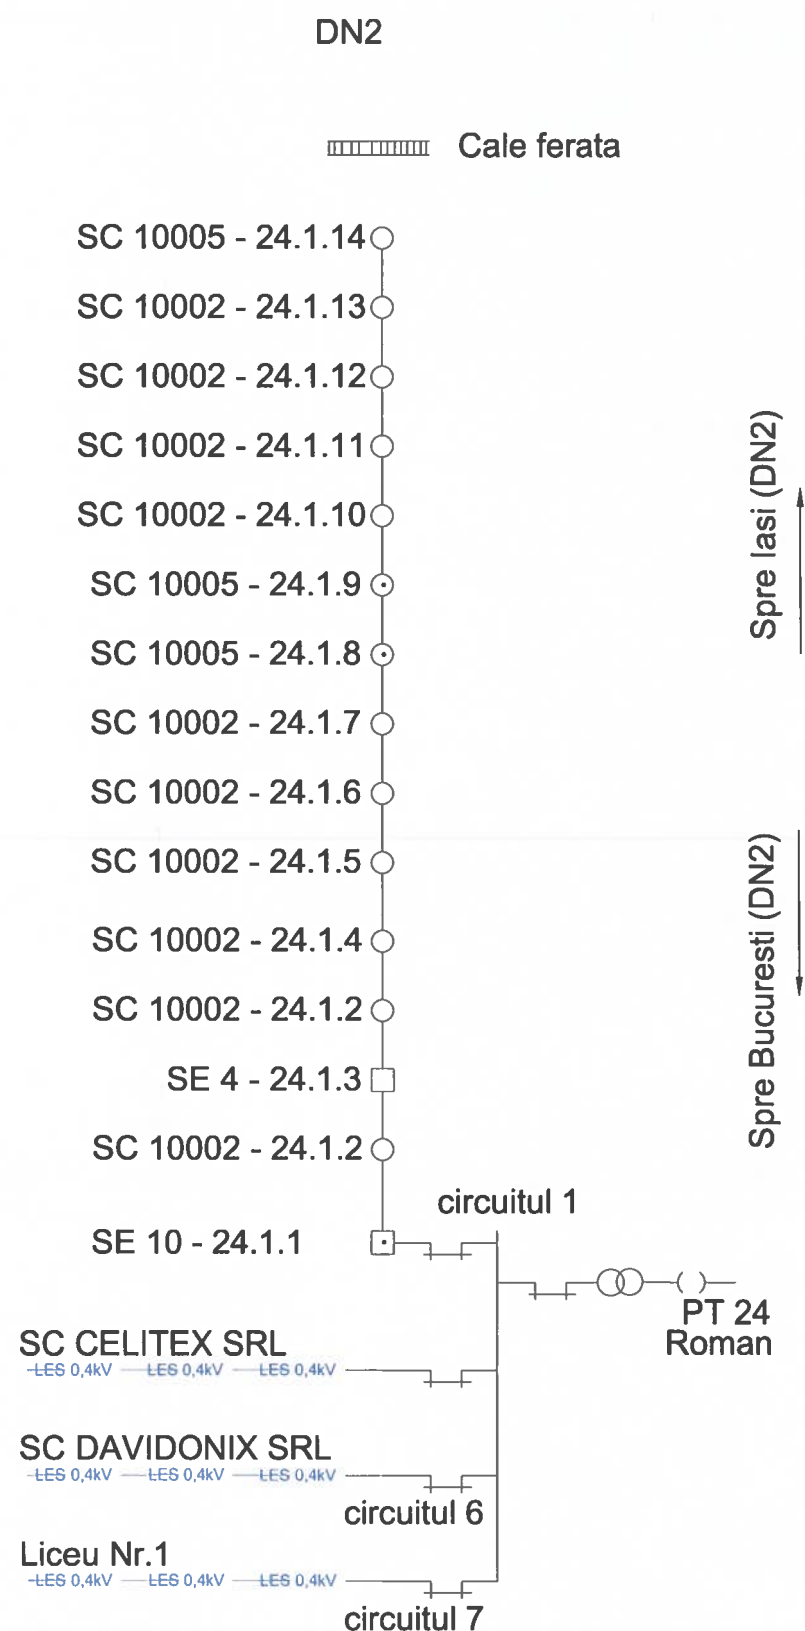 DN2
Cale ferata
SC 10005 - 24.1.14
SC 10002 - 24.1.13
SC 10002 - 24.1.12
SC 10002 - 24.1.11
SC 10002 - 24.1.10
SC 10005 - 24.1.9
SC 10005 - 24.1.8
SC 10002 - 24.1.7
SC 10002 - 24.1.6
SC 10002 - 24.1.5
SC 10002 - 24.1.4
SC 10002 - 24.1.2
SE 4 - 24.1.3
SC 10002 - 24.1.2
SE 10 - 24.1.1
Spre Iasi (DN2)
Spre Bucuresti (DN2)
circuitul 1
PT 24
Roman
SC CELITEX SRL
LES 0,4kV LES 0,4kV LES 0,4kV
SC DAVIDONIX SRL
LES 0,4kV LES 0,4kV LES 0,4kV
circuitul 6
Liceu Nr.1
LES 0,4kV LES 0,4kV LES 0,4kV
circuitul 7